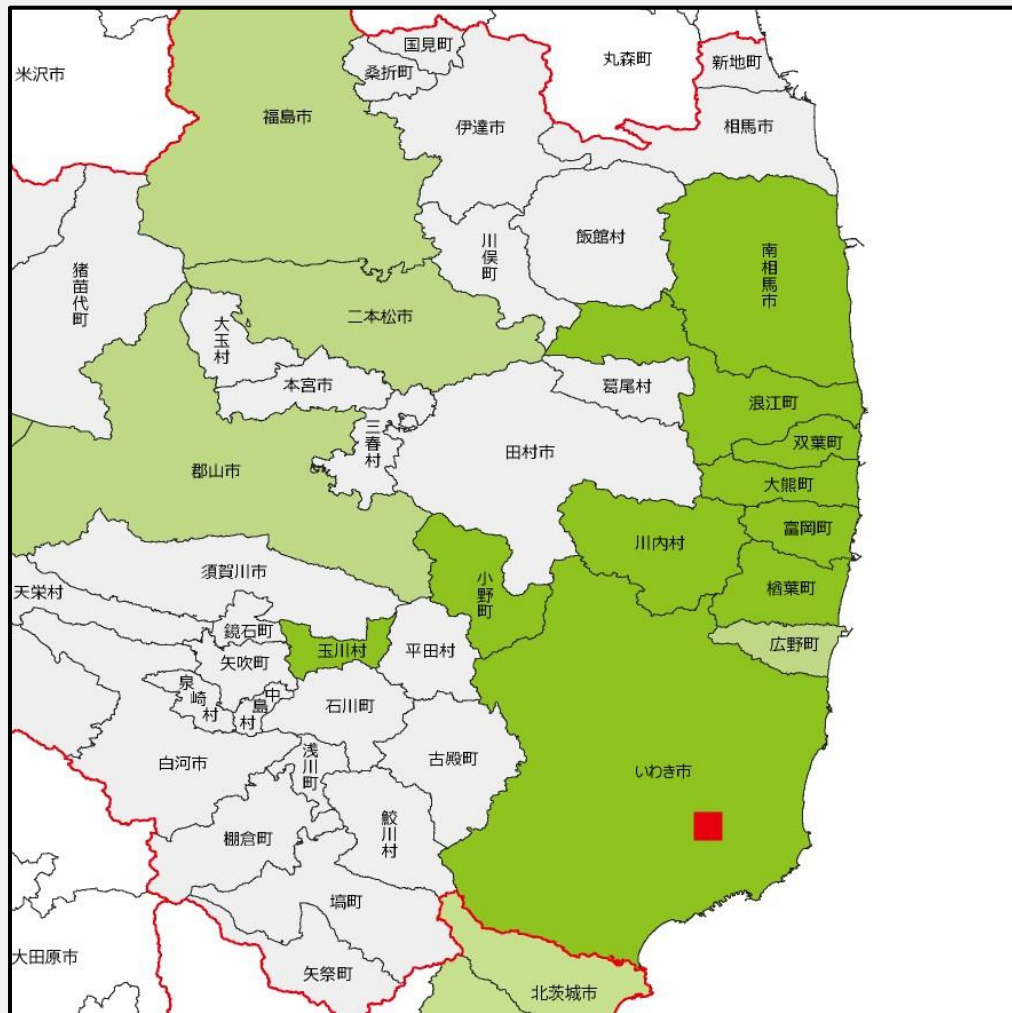 国見町
丸森町
新地町
米沢市
桑折町
福島市
伊達市
相馬市
飯館村
川俣町
南相馬市
猪苗代町
二本松市
大玉村
葛尾村
本宮市
浪江町
三春村
双葉町
田村市
郡山市
大熊町
富岡町
川内村
須賀川市
小野町
楢葉町
天栄村
鏡石町
玉川村
平田村
広野町
矢吹町
泉崎村
中島村
石川町
浅川町
白河市
古殿町
いわき市
鮫川村
棚倉町
塙町
大田原市
矢祭町
北茨城市